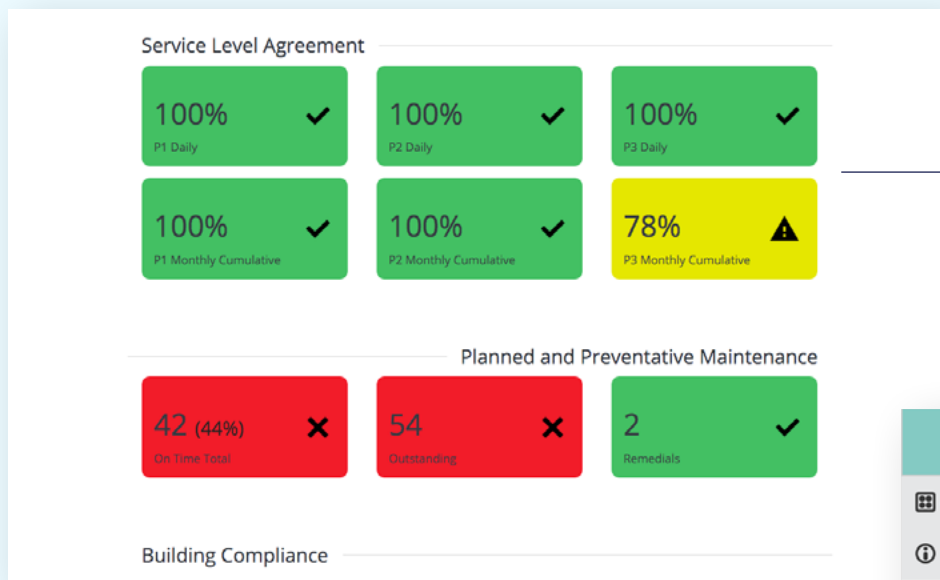 Service Level Agreement
100%
P1 Daily
100%
P2 Daily
100%
P3 Daily
100%
P1 Monthly Cumulative
100%
P2 Monthly Cumulative
78%
P3 Monthly Cumulative
Planned and Preventative Maintenance
42 (44%)
On Time Total
54
Outstanding
2
Remedials
Building Compliance